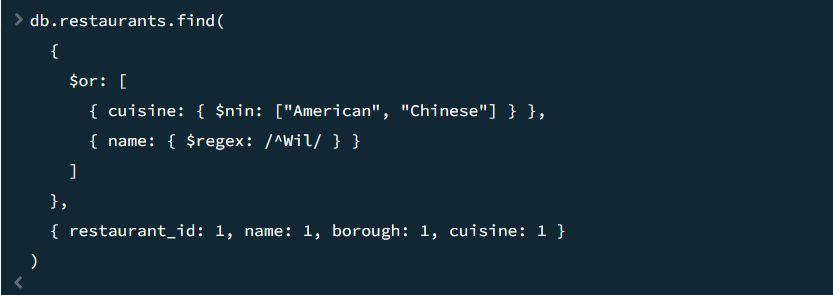 > db.restaurants.find(
{
$or: [
{ cuisine: { $nin: ["American", "Chinese"] } },
{ name: { $regex: /^Wil/ } }
]
},
{ restaurant_id: 1, name: 1, borough: 1, cuisine: 1 }
)
<